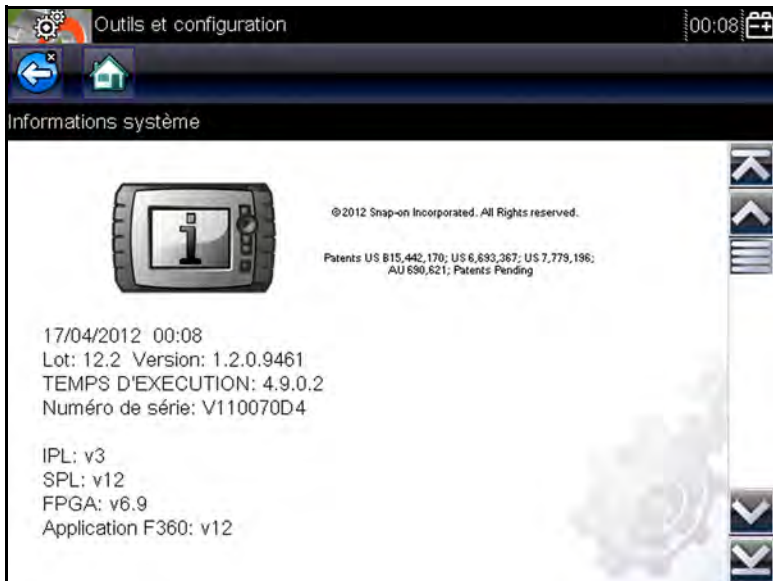 Outils et configuration
00:08
Informations système
©2012 Snap-on Incorporated. All Rights reserved.
Patents US B15,442,170; US 6,693,367; US 7,779,196;
AU 690,621; Patents Pending
17/04/2012 00:08
Lot: 12.2 Version: 1.2.0.9461
TEMPS D'EXECUTION: 4.9.0.2
Numéro de série: V110070D4
IPL: v3
SPL: v12
FPGA: v6.9
Application F360: v12